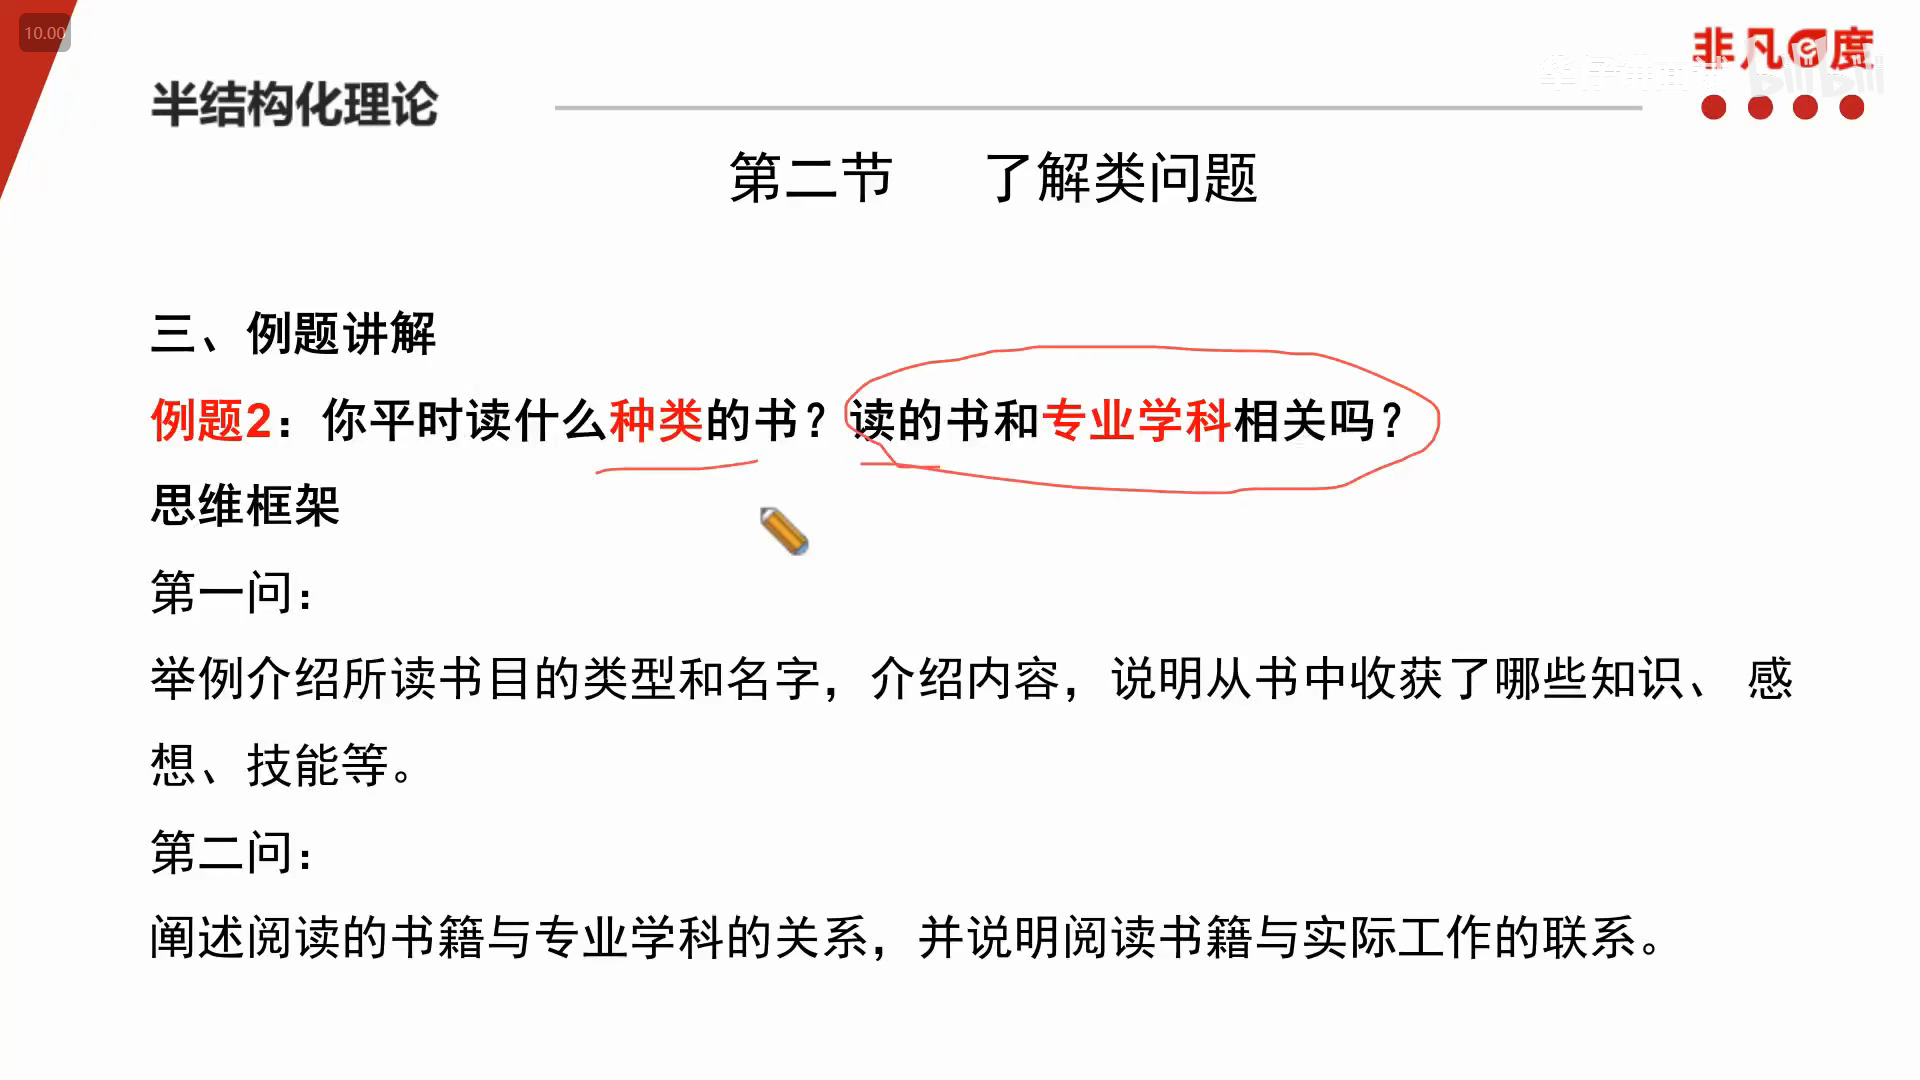 10.00
非凡度
半结构化理论
第二节 了解类问题
三、例题讲解
例题2：你平时读什么种类的书？读的书和专业学科相关吗？
思维框架
第一问：
举例介绍所读书目的类型和名字，介绍内容，说明从书中收获了哪些知识、 感
想、技能等。
第二问：
阐述阅读的书籍与专业学科的关系，并说明阅读书籍与实际工作的联系。